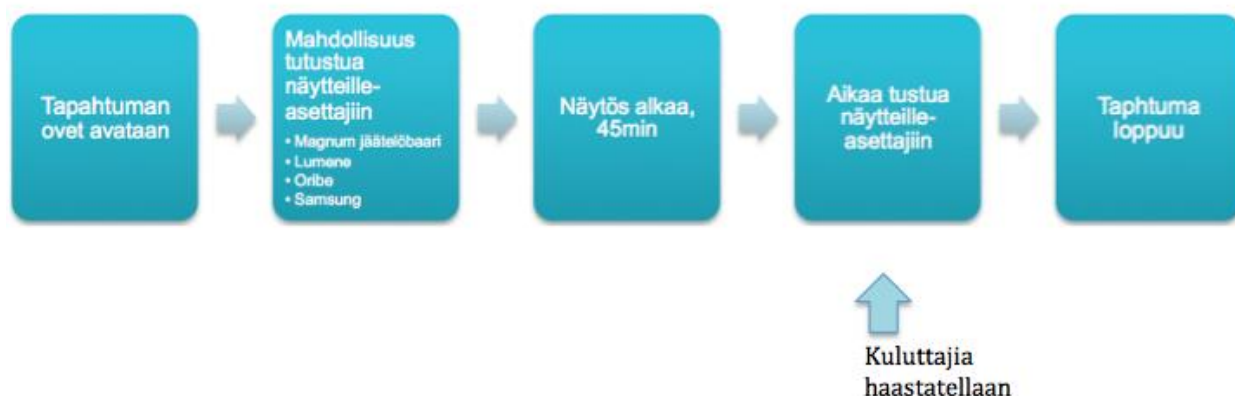 Tapahtuman
ovet avataan
Mahdollisuus
tutustua
näytteille-
asettajiin
• Magnum jäätelöbaari
• Lumene
• Oribe
• Samsung
Näytös alkaa,
45min
Aikaa tustua
näytteille-
asettajiin
Taphtuma
loppuu
Kuluttajia
haastatellaan